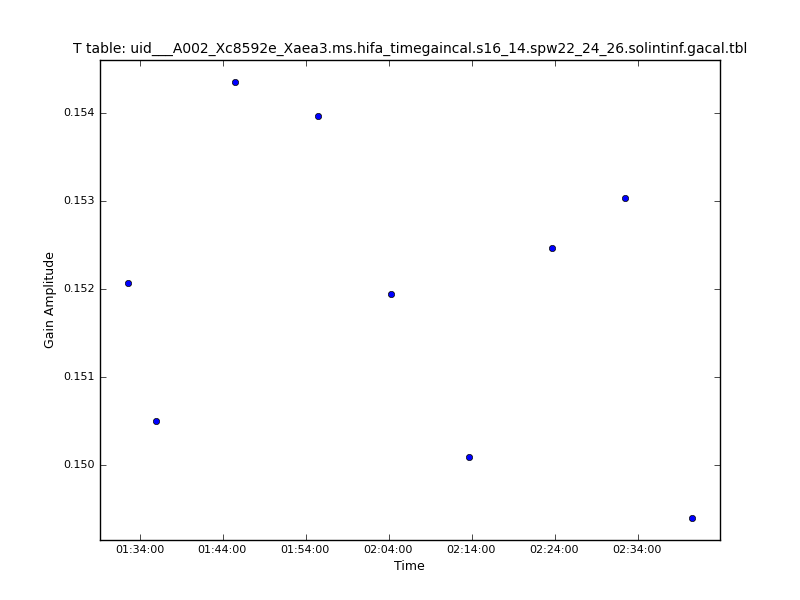 T table: uid___A002_Xc8592e_Xaea3.ms.hifa_timegaincal.s16_14.spw22_24_26.solintinf.gacal.tbl
0.154
0.153
0.152
0.151
0.150
Gain Amplitude
01:34:00 01:44:00 01:54:00 02:04:00 02:14:00 02:24:00 02:34:00
Time